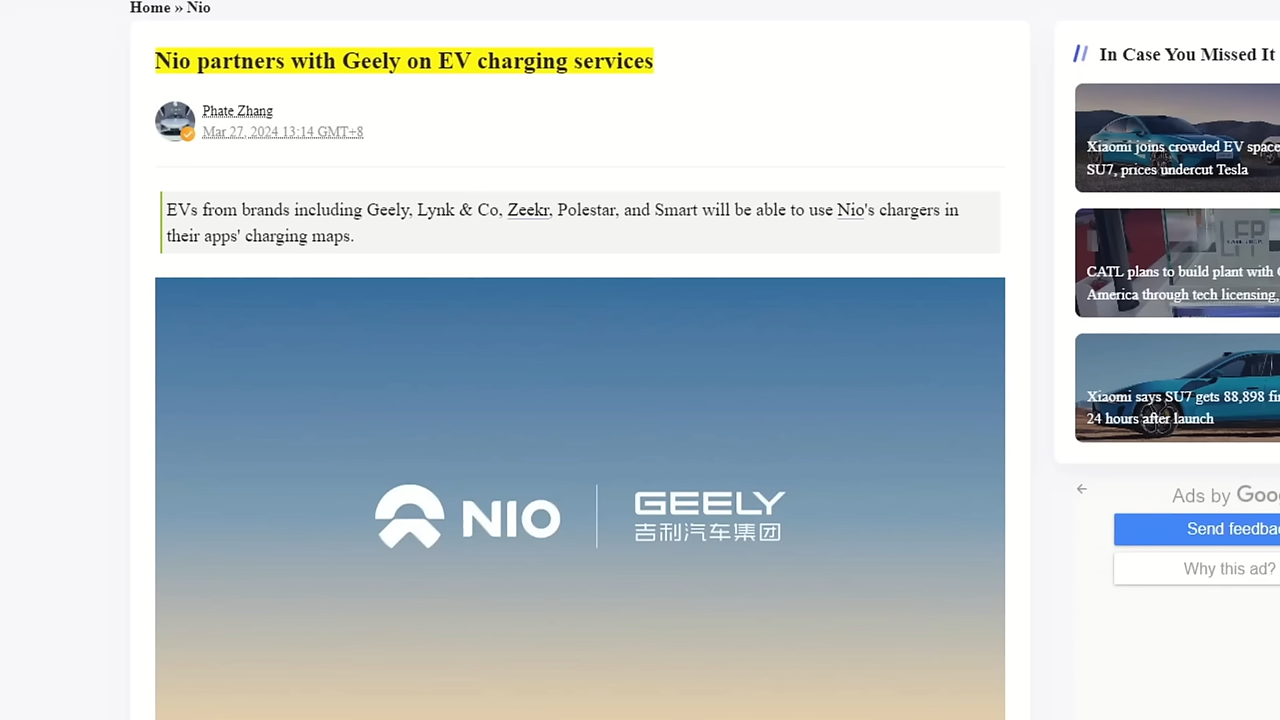 Home » Nio
Nio partners with Geely on EV charging services
Phate Zhang
Mar 27, 2024 13:14 GMT+8
EVs from brands including Geely, Lynk & Co, Zeekr, Polestar, and Smart will be able to use Nio's chargers in
their apps' charging maps.
NIO
GEELY
吉利汽车集团
In Case You Missed It
Xiaomi joins crowded EV space
SU7, prices undercut Tesla
LFP
CATL plans to build plant with
America through tech licensing,
Xiaomi says SU7 gets 88,898
24 hours after launch
Ads by Goo
Send feedba
Why this ad?